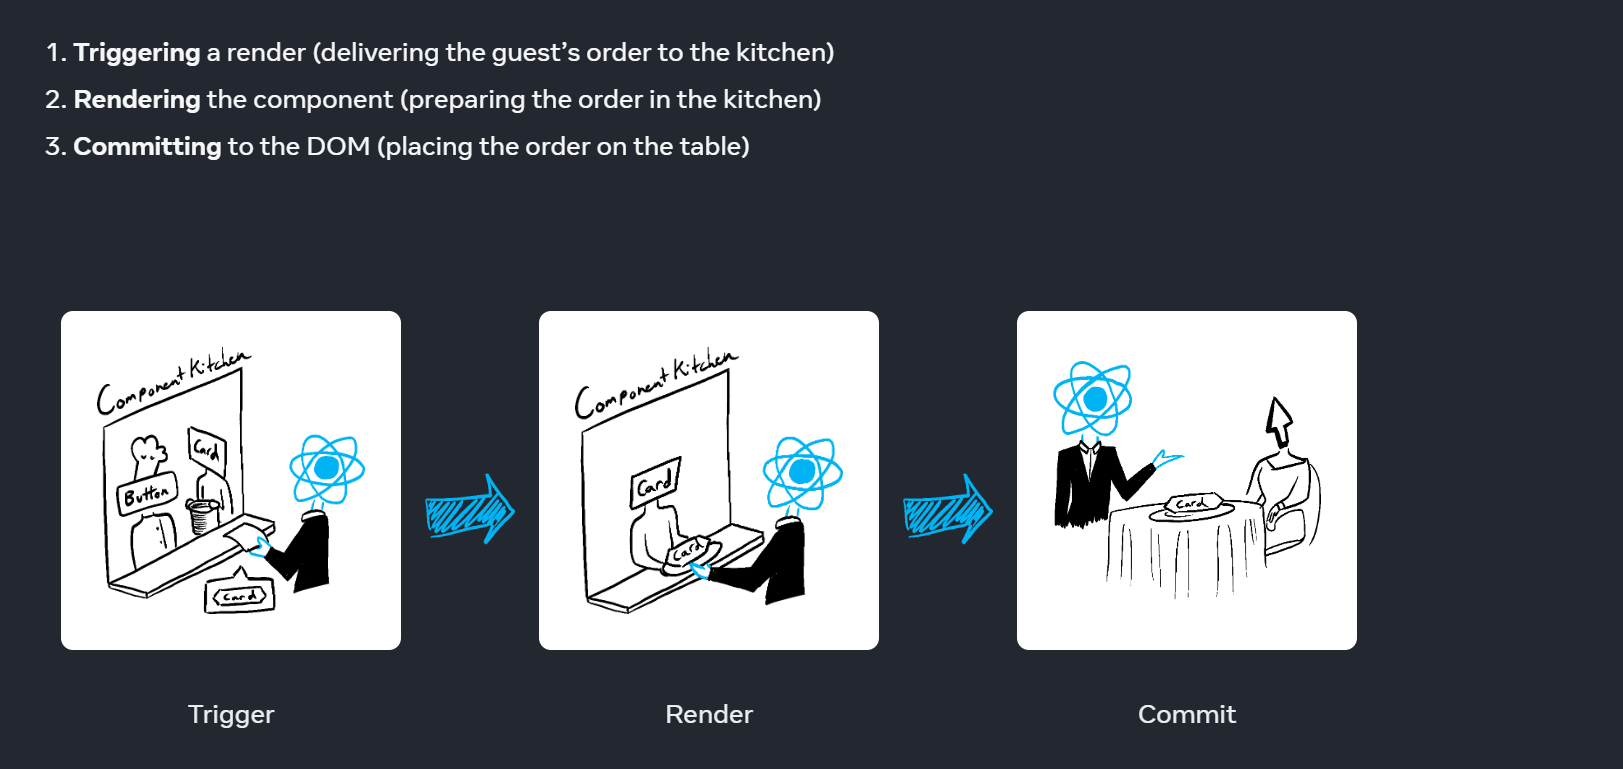 1. Triggering a render (delivering the guest’s order to the kitchen)
2. Rendering the component (preparing the order in the kitchen)
3. Committing to the DOM (placing the order on the table)
Component Kitchen
Card
Button
Card
Component Kitchen
Card
Card
Card
Trigger
Render
Commit